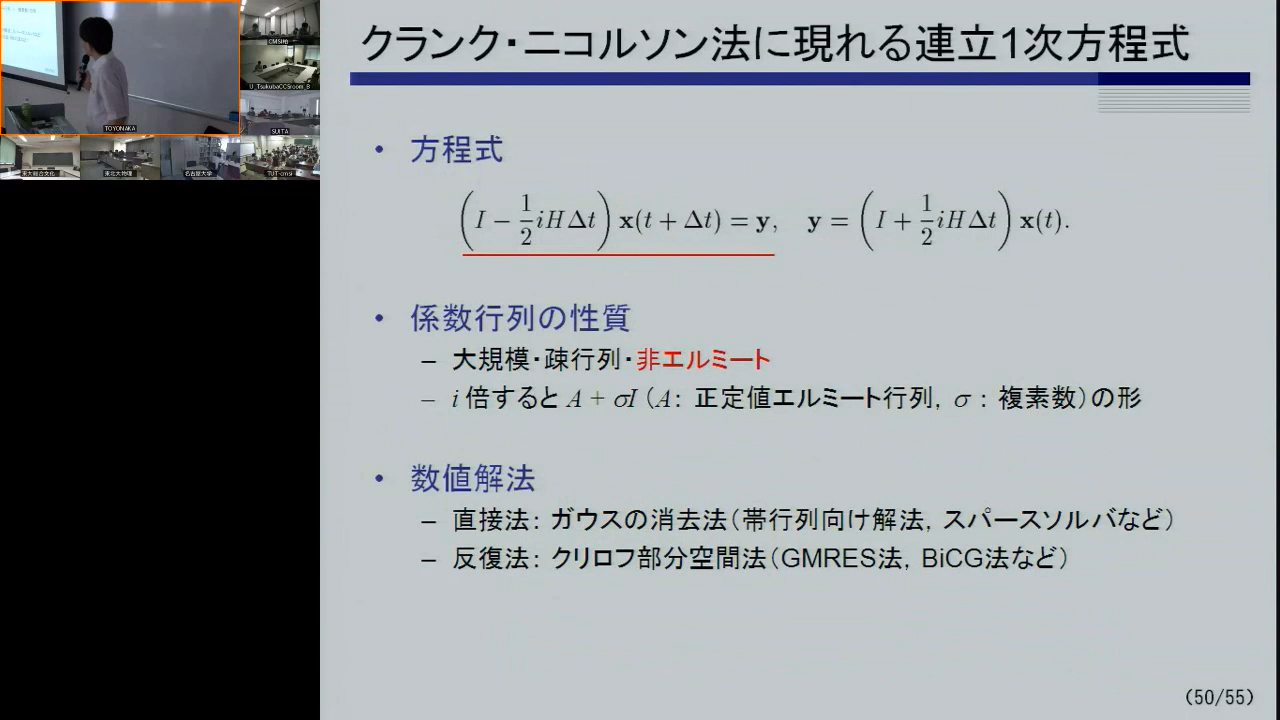 クランク・ニコルソン法に現れる連立1次方程式
• 方程式
(I − 1/2 iHΔt) x(t + Δt) = y, y = (I + 1/2 iHΔt) x(t).
• 係数行列の性質
– 大規模・疎行列・非エルミート
– i 倍すると A + σI (A: 正定値エルミート行列, σ : 複素数)の形
• 数値解法
– 直接法: ガウスの消去法(帯行列向け解法, スパースソルバなど)
– 反復法: クリロフ部分空間法(GMRES法, BiCG法など)
(50/55)
TOYONAKA
U_TsukubaCCSroom_B
SUITA
東大総合文化
東北大物理
名古屋大学